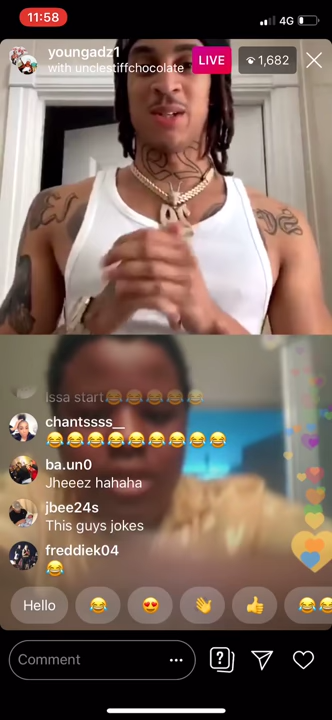 11:58
4G
youngadz1
with unclestiffchocolate
LIVE
1,682
Issa start😂😂😂😂😂
chantssss__
😂😂😂😂😂😂😂😂😂
ba.un0
Jheeez hahaha
jbee24s
This guys jokes
freddiek04
😂
Hello 😂 😍 👋 👍 😂😂
Comment